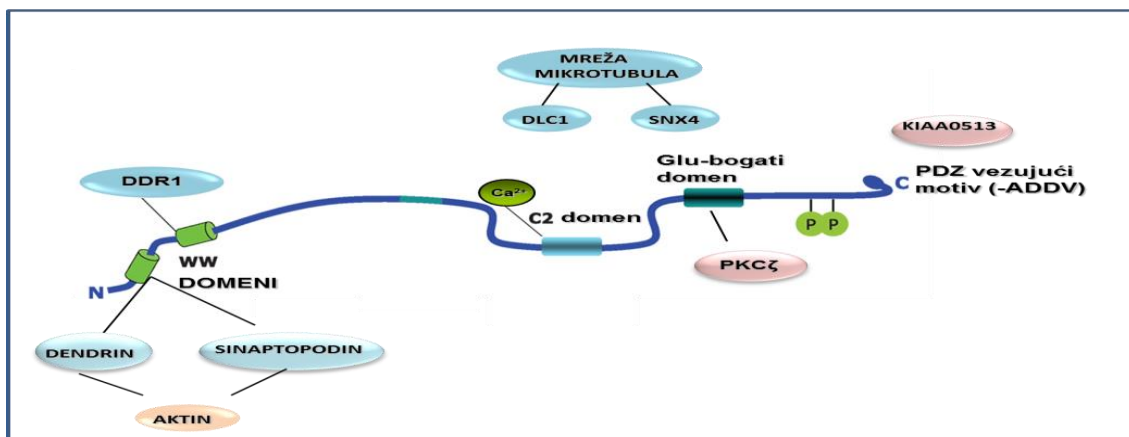 MREŽA
MIKROTUBULA
DLC1
SNX4
KIAA0513
DDR1
Glu-bogati
domen
C
PDZ vezujući
motiv (-ADDV)
Ca²⁺
C2 domen
P
P
WW
DOMENI
PKCζ
N
DENDRIN
SINAPTOPODIN
AKTIN